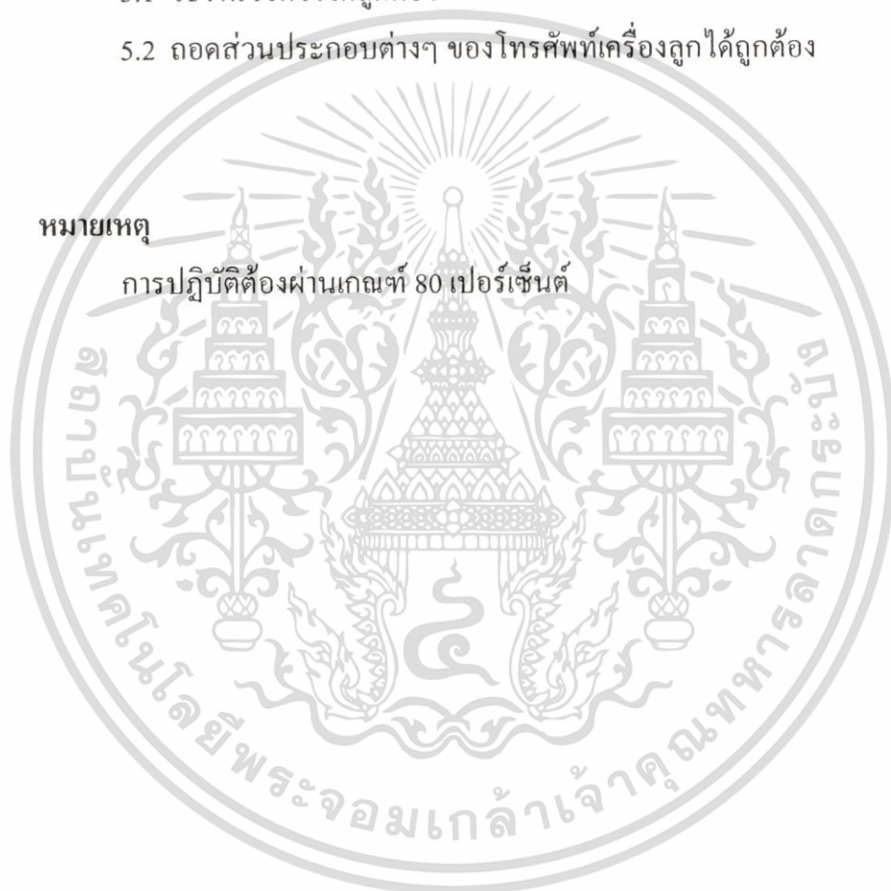 5.2 ถอดส่วนประกอบต่างๆ ของโทรศัพท์เครื่องลูกได้ถูกต้อง
หมายเหตุ
การปฏิบัติต้องผ่านเกณฑ์ 80 เปอร์เซ็นต์
สถาบันเทคโนโลยีพระจอมเกล้าเจ้าคุณทหารลาดกระบัง